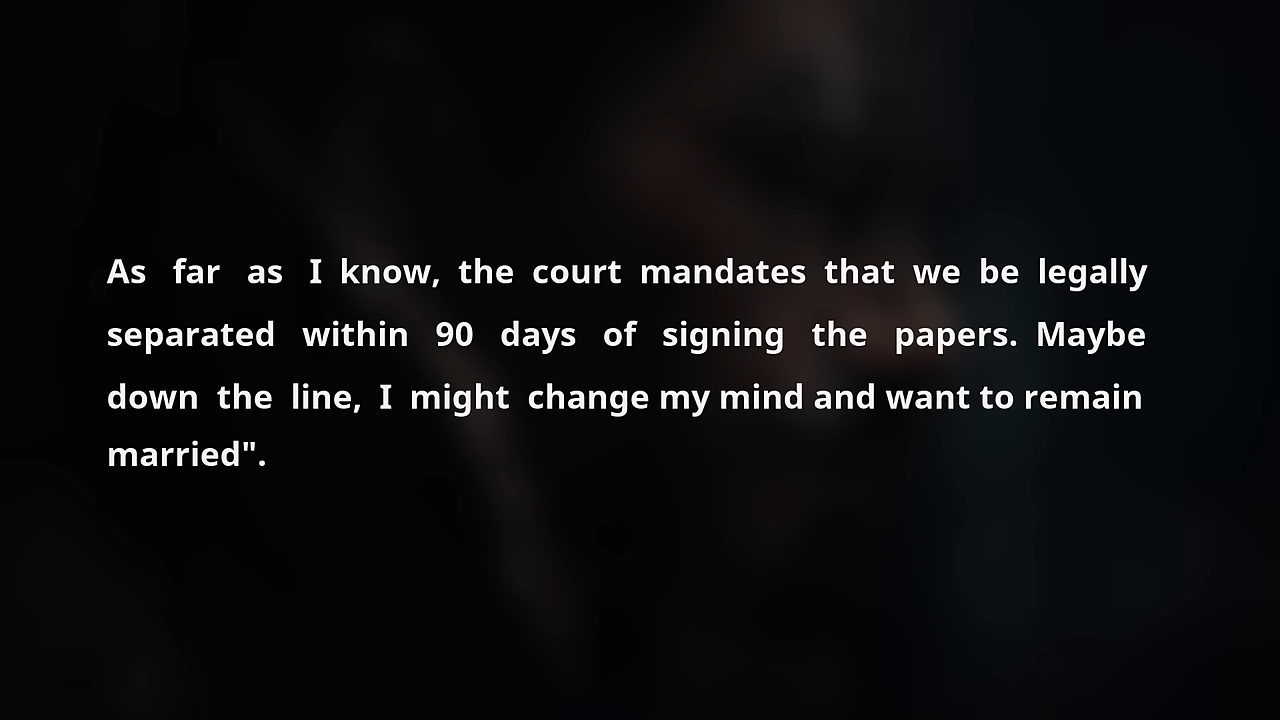 As far as I know, the court mandates that we be legally
separated within 90 days of signing the papers. Maybe
down the line, I might change my mind and want to remain
married".